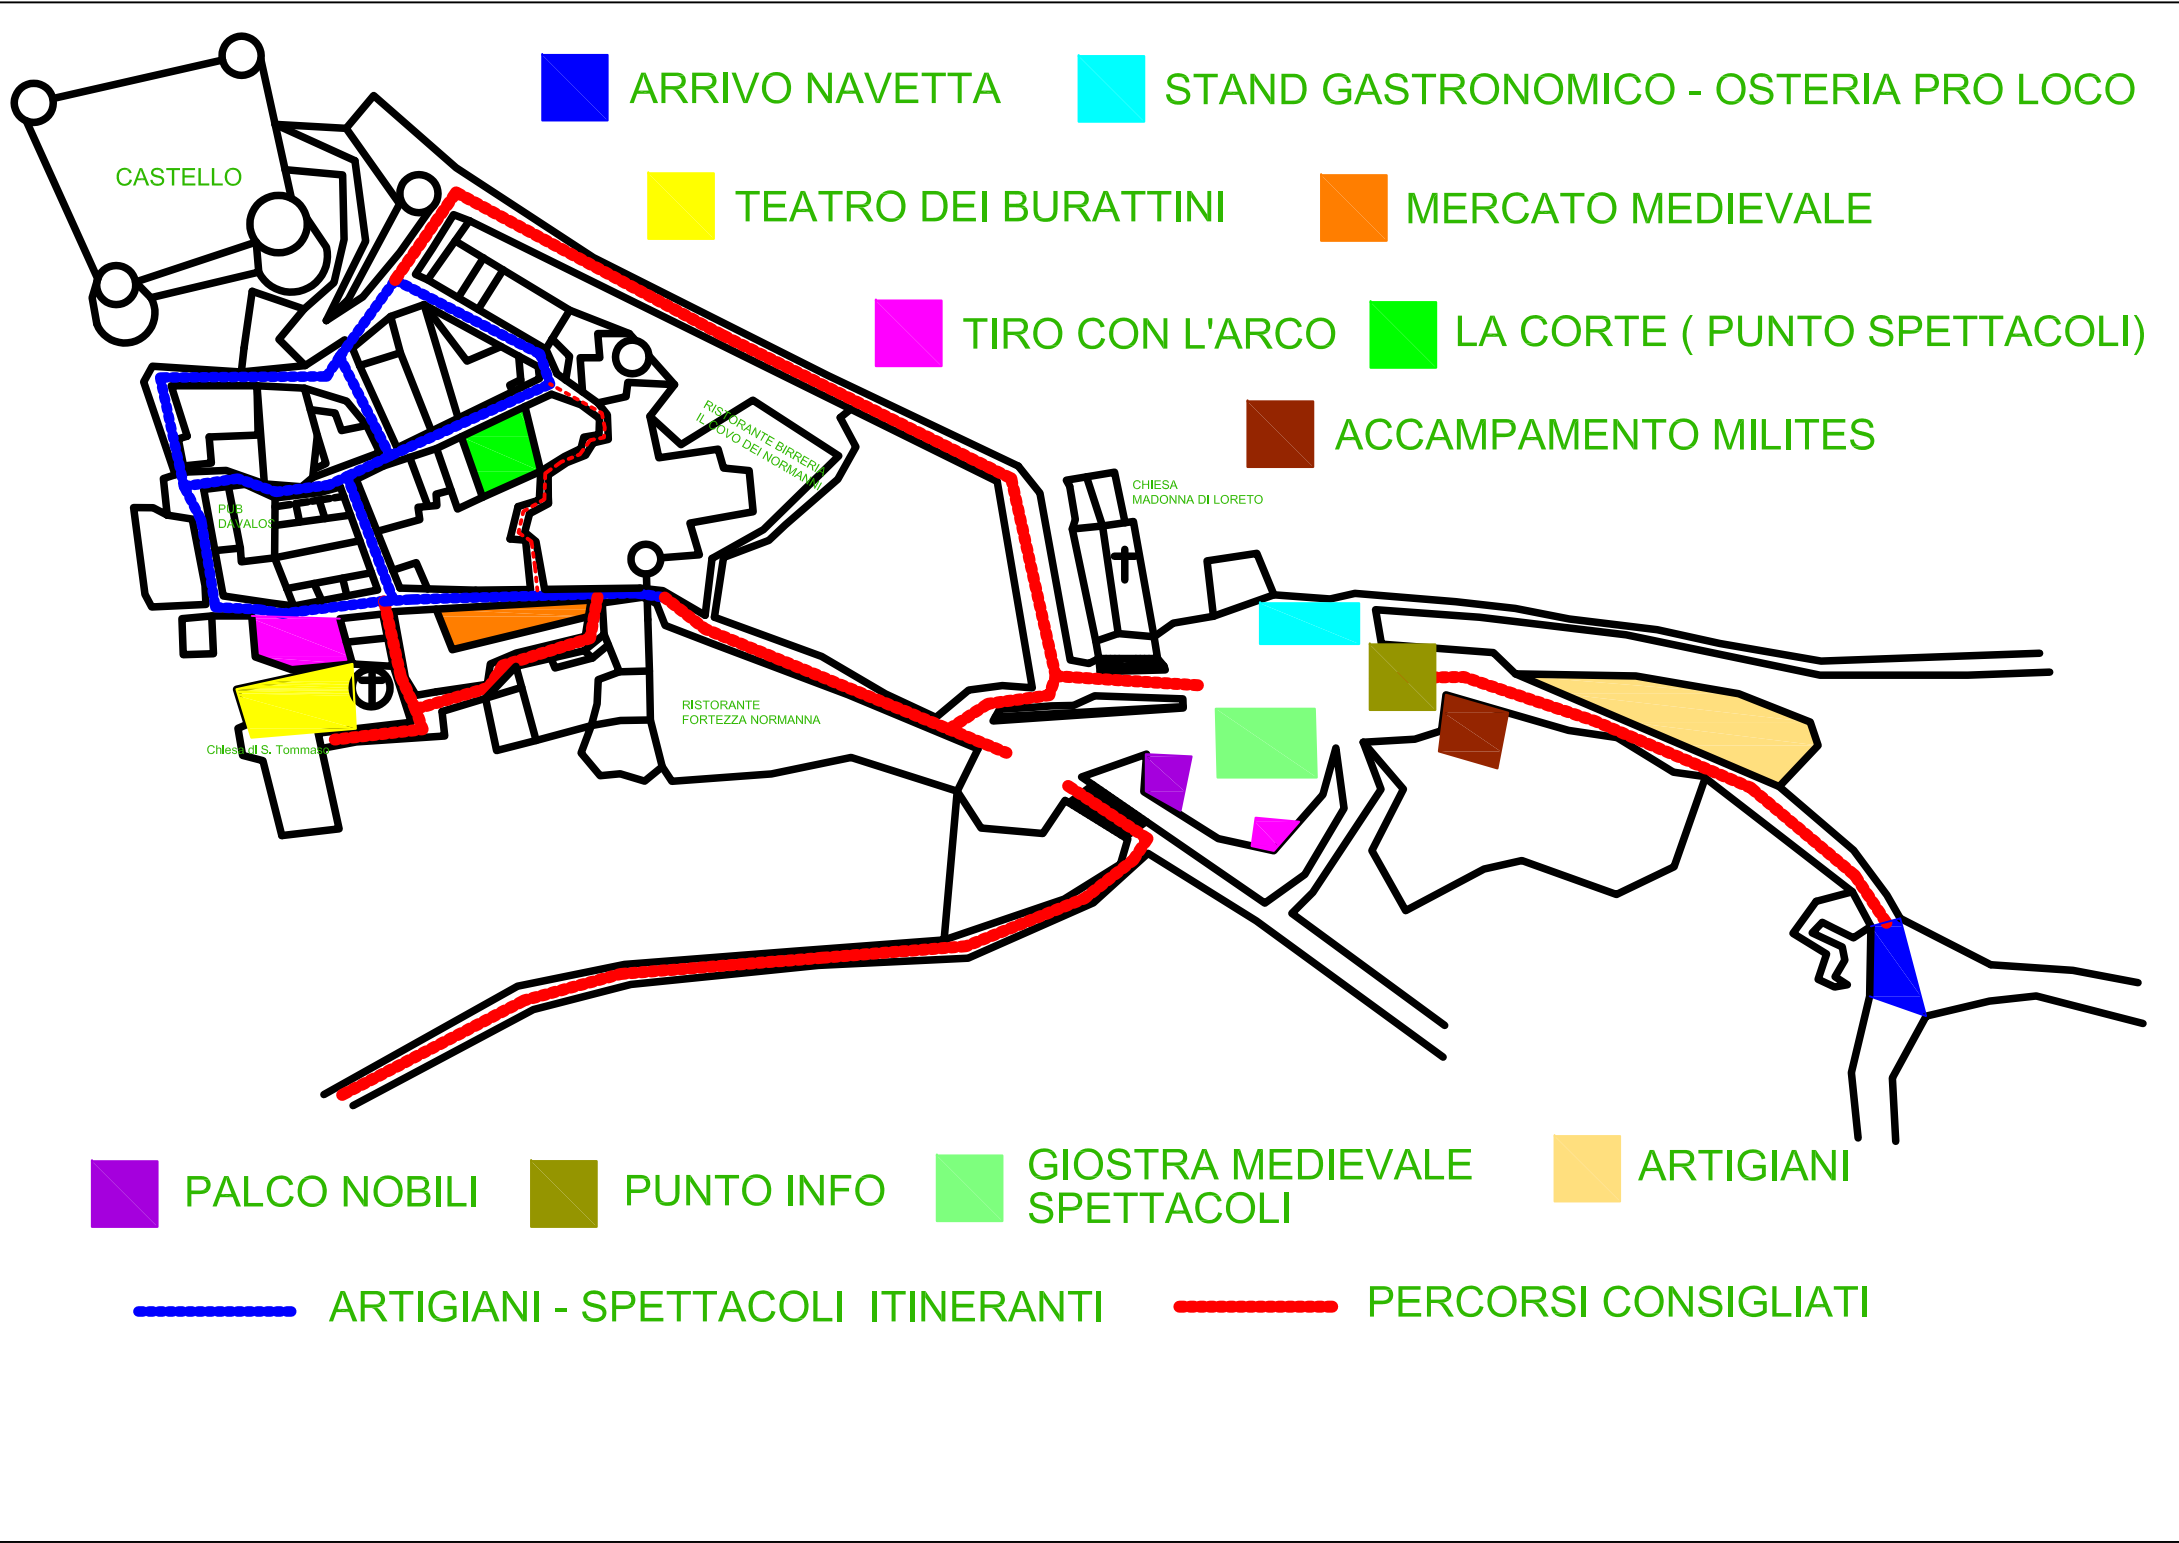 ARRIVO NAVETTA
STAND GASTRONOMICO - OSTERIA PRO LOCO
TEATRO DEI BURATTINI
MERCATO MEDIEVALE
TIRO CON L'ARCO
LA CORTE ( PUNTO SPETTACOLI)
ACCAMPAMENTO MILITES
CASTELLO
RISTORANTE BIRRERIA
IL COVO DEI NORMANNI
CHIESA
MADONNA DI LORETO
PUB
DAVALOS
RISTORANTE
FORTEZZA NORMANNA
Chiesa di S. Tommaso
PALCO NOBILI
PUNTO INFO
GIOSTRA MEDIEVALE
SPETTACOLI
ARTIGIANI
ARTIGIANI - SPETTACOLI ITINERANTI
PERCORSI CONSIGLIATI